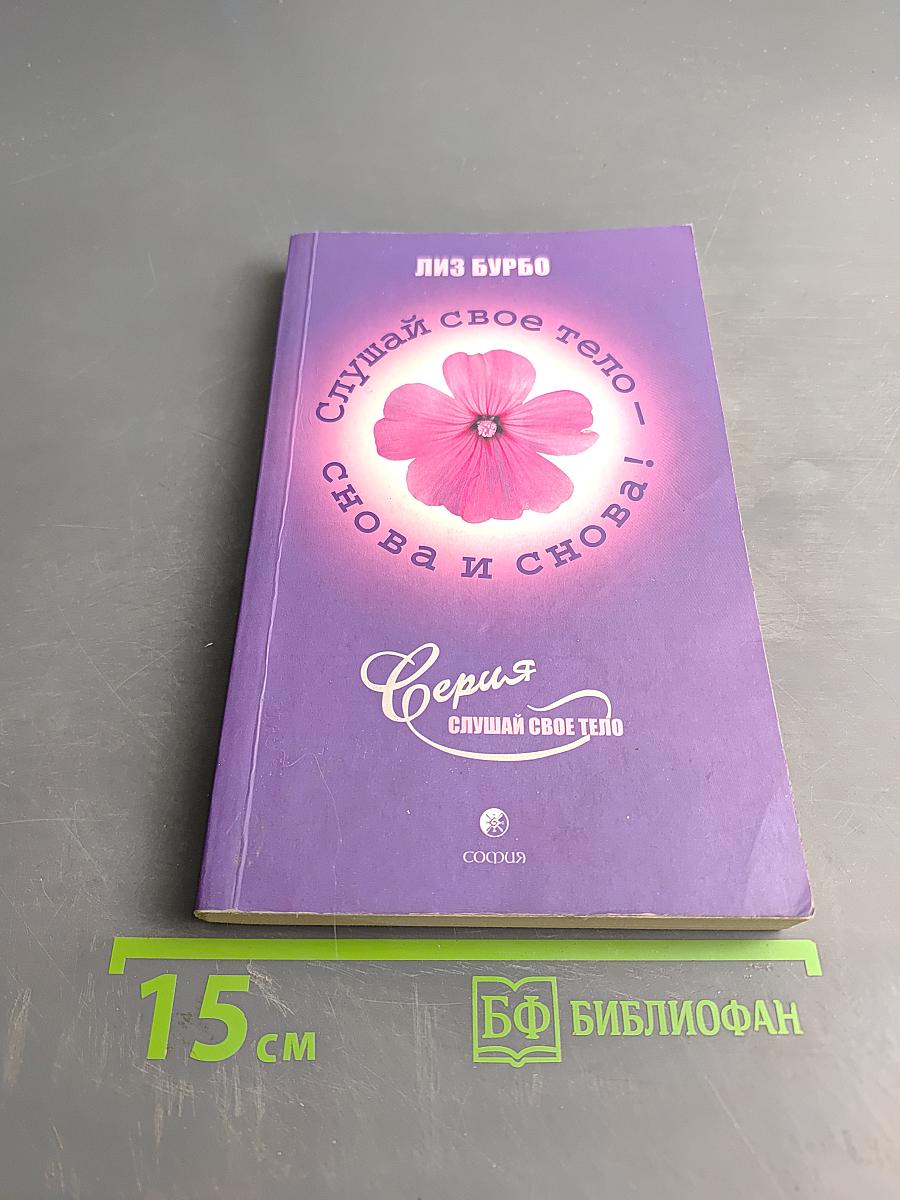 ЛИЗ БУРБО
Слушай свое тело –
снова и снова!
Серия
СЛУШАЙ СВОЕ ТЕЛО
СОФИЯ
15 см
БФ БИБЛИОФАН